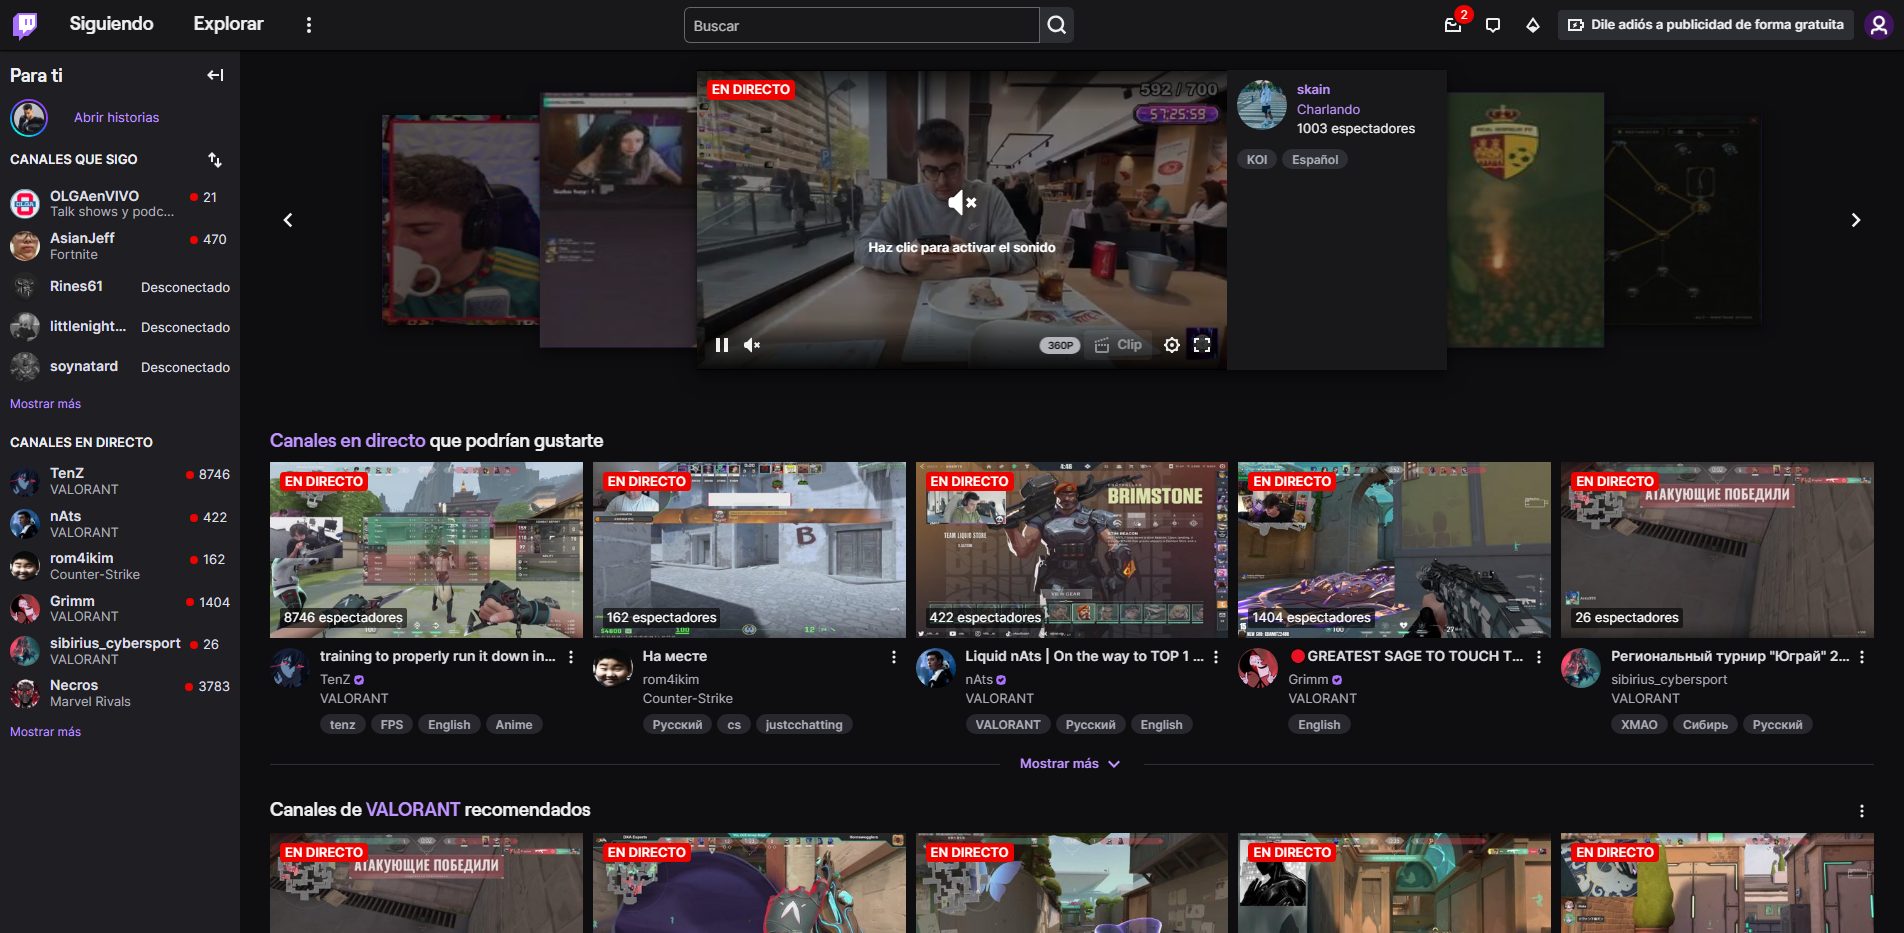 Siguiendo
Explorar
Buscar
2
Dile adiós a publicidad de forma gratuita
Para ti
Abrir historias
CANALES QUE SIGO
OLGAenVIVO
21
Talk shows y podc...
AsianJeff
470
Fortnite
Rines61
Desconectado
littlenight...
Desconectado
soynatard
Desconectado
Mostrar más
CANALES EN DIRECTO
TenZ
8746
VALORANT
nAts
422
VALORANT
rom4ikim
162
Counter-Strike
Grimm
1404
VALORANT
sibirius_cybersport
26
VALORANT
Necros
3783
Marvel Rivals
Mostrar más
EN DIRECTO
592 / 700
57:25:59
Haz clic para activar el sonido
360P
Clip
skain
Charlando
1003 espectadores
KOI
Español
Canales en directo que podrían gustarte
EN DIRECTO
8746 espectadores
training to properly run it down in...
TenZ
VALORANT
tenz
FPS
English
Anime
EN DIRECTO
B
162 espectadores
На месте
rom4ikim
Counter-Strike
Русский
cs
justcchatting
EN DIRECTO
BRIMSTONE
VIEW GEAR
422 espectadores
Liquid nAts | On the way to TOP 1 ...
nAts
VALORANT
VALORANT
Русский
English
EN DIRECTO
1404 espectadores
GREATEST SAGE TO TOUCH T...
Grimm
VALORANT
English
EN DIRECTO
АТАКУЮЩИЕ ПОБЕДИЛИ
26 espectadores
Региональный турнир "Юграй" 2...
sibirius_cybersport
VALORANT
ХМАО
Сибирь
Русский
Mostrar más
Canales de VALORANT recomendados
EN DIRECTO
АТАКУЮЩИЕ ПОБЕДИЛИ
EN DIRECTO
EN DIRECTO
EN DIRECTO
EN DIRECTO